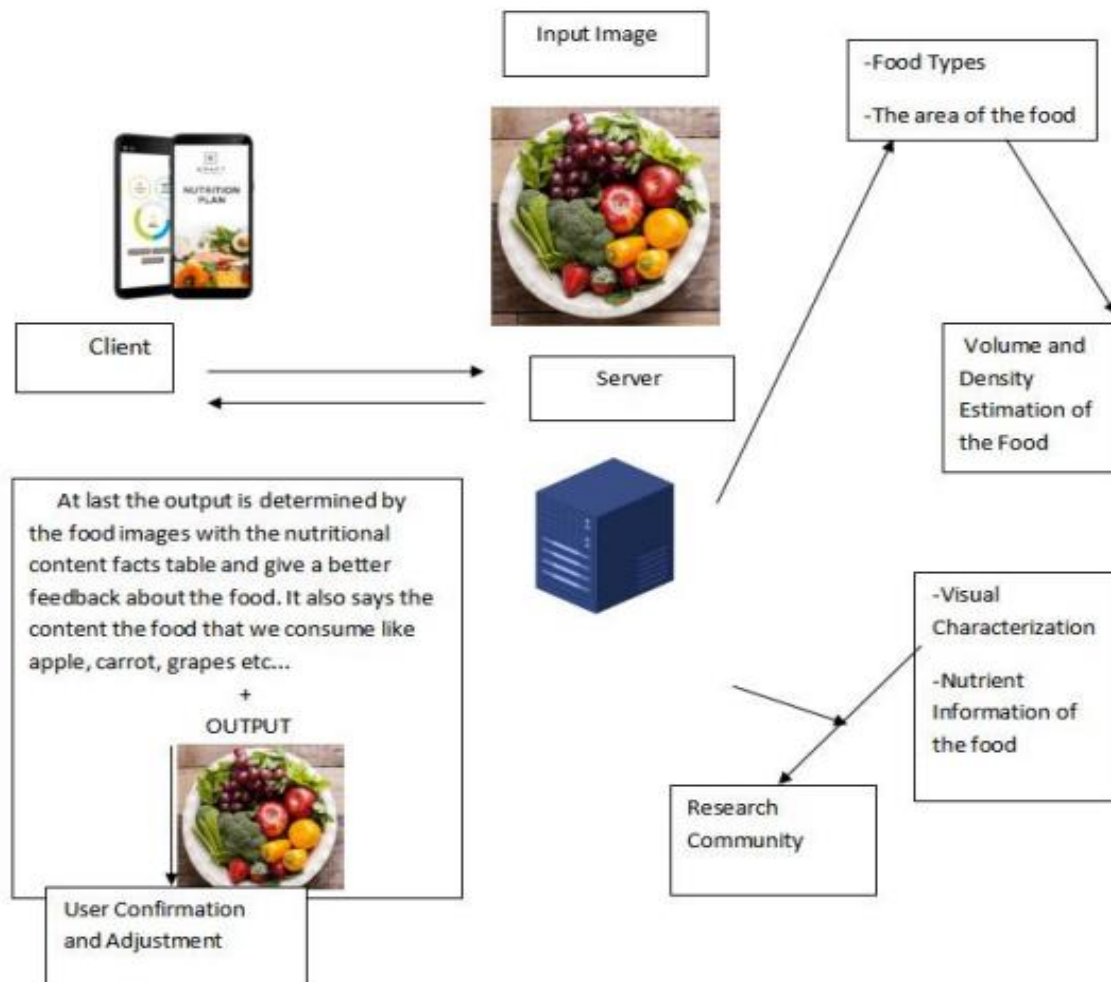 Input Image
-Food Types
-The area of the food
NUTRITION
PLAN
Client
Server
Volume and
Density
Estimation of
the Food
At last the output is determined by
the food images with the nutritional
content facts table and give a better
feedback about the food. It also says the
content the food that we consume like
apple, carrot, grapes etc...
+
OUTPUT
-Visual
Characterization
-Nutrient
Information of
the food
Research
Community
User Confirmation
and Adjustment